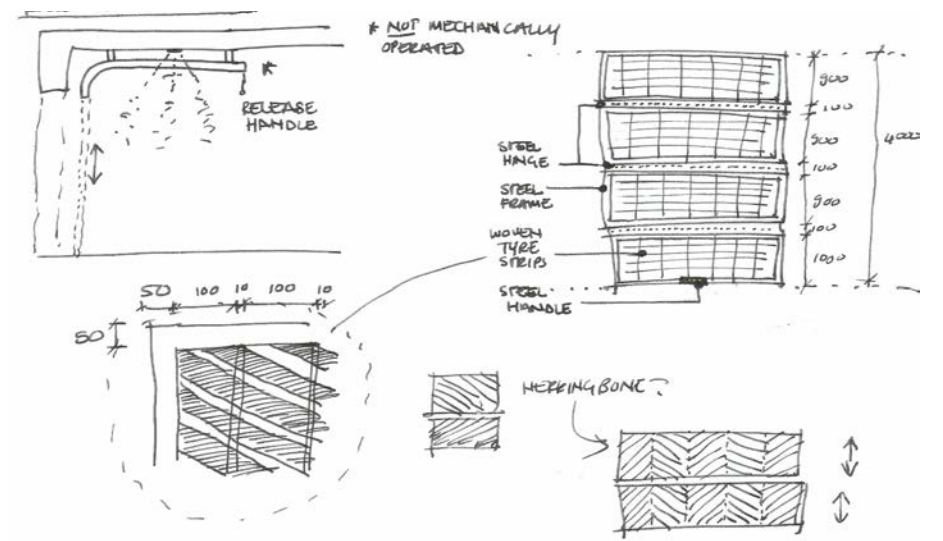 * NOT MECHANICALLY
OPERATED
*
RELEASE
HANDLE
900
100
900
100
900
100
1000
4000
STEEL
HINGE
STEEL
FRAME
WOVEN
TYRE
STRIPS
STEEL
HANDLE
50 100 10 100 10
50
HERRINGBONE?